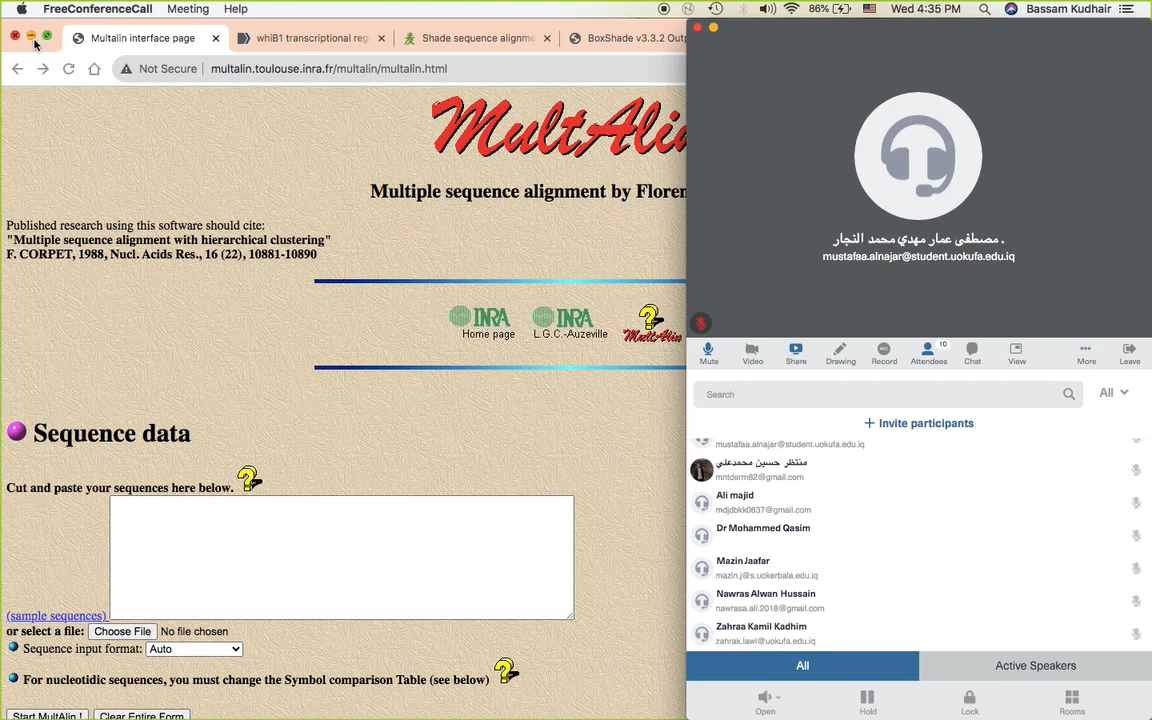 FreeConferenceCall Meeting Help
86% Wed 4:35 PM Bassam Kudhair
Multalin interface page
whiB1 transcriptional reg
Shade sequence alignme
BoxShade v3.3.2 Out
Not Secure multalin.toulouse.inra.fr/multalin/multalin.html
MultAlin
Multiple sequence alignment by Floren
Published research using this software should cite:
"Multiple sequence alignment with hierarchical clustering"
F. CORPET, 1988, Nucl. Acids Res., 16 (22), 10881-10890
INRA
Home page
INRA
L.G.C.-Auzeville
MultAlin
Sequence data
Cut and paste your sequences here below.
(sample sequences)
or select a file: Choose File No file chosen
Sequence input format: Auto
For nucleotidic sequences, you must change the Symbol comparison Table (see below)
Start MultAlin ! Clear Entire Form
مصطفى عمار مهدي محمد النجار .
mustafaa.alnajar@student.uokufa.edu.iq
Mute Video Share Drawing Record Attendees 10 Chat View More Leave
Search All
+ Invite participants
mustafaa.alnajar@student.uokufa.edu.iq
منتظر حسين محمدعلي
mntderm82@gmail.com
Ali majid
mdjdbkk0837@gmail.com
Dr Mohammed Qasim
Mazin Jaafar
mazin.j@s.uokerbala.edu.iq
Nawras Alwan Hussain
nawrasa.ali.2018@gmail.com
Zahraa Kamil Kadhim
zahrak.lawi@uokufa.edu.iq
All Active Speakers
Open Hold Lock Rooms